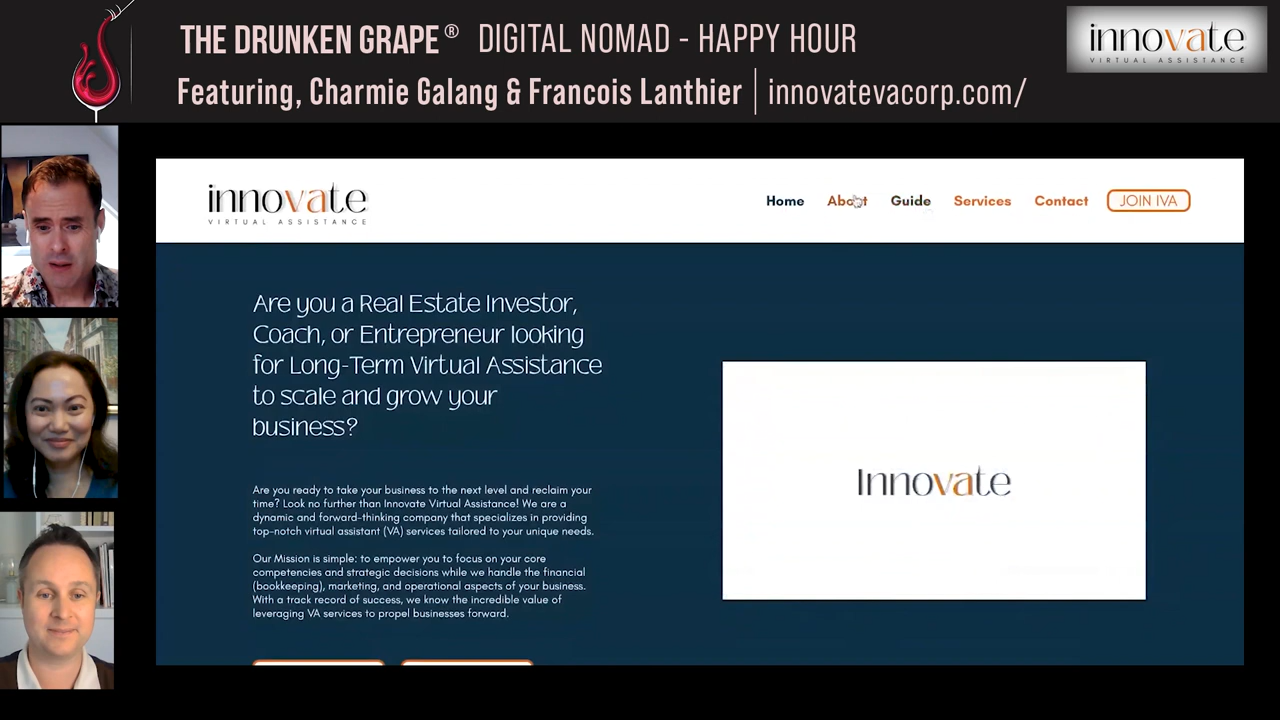 THE DRUNKEN GRAPE® DIGITAL NOMAD - HAPPY HOUR
Featuring, Charmie Galang & Francois Lanthier | innovatevacorp.com/
innovate
VIRTUAL ASSISTANCE
innovate
VIRTUAL ASSISTANCE
Home About Guide Services Contact JOIN IVA
Are you a Real Estate Investor,
Coach, or Entrepreneur looking
for Long-Term Virtual Assistance
to scale and grow your
business?
Are you ready to take your business to the next level and reclaim your
time? Look no further than Innovate Virtual Assistance! We are a
dynamic and forward-thinking company that specializes in providing
top-notch virtual assistant (VA) services tailored to your unique needs.
Our Mission is simple: to empower you to focus on your core
competencies and strategic decisions while we handle the financial
(bookkeeping), marketing, and operational aspects of your business.
With a track record of success, we know the incredible value of
leveraging VA services to propel businesses forward.
Innovate